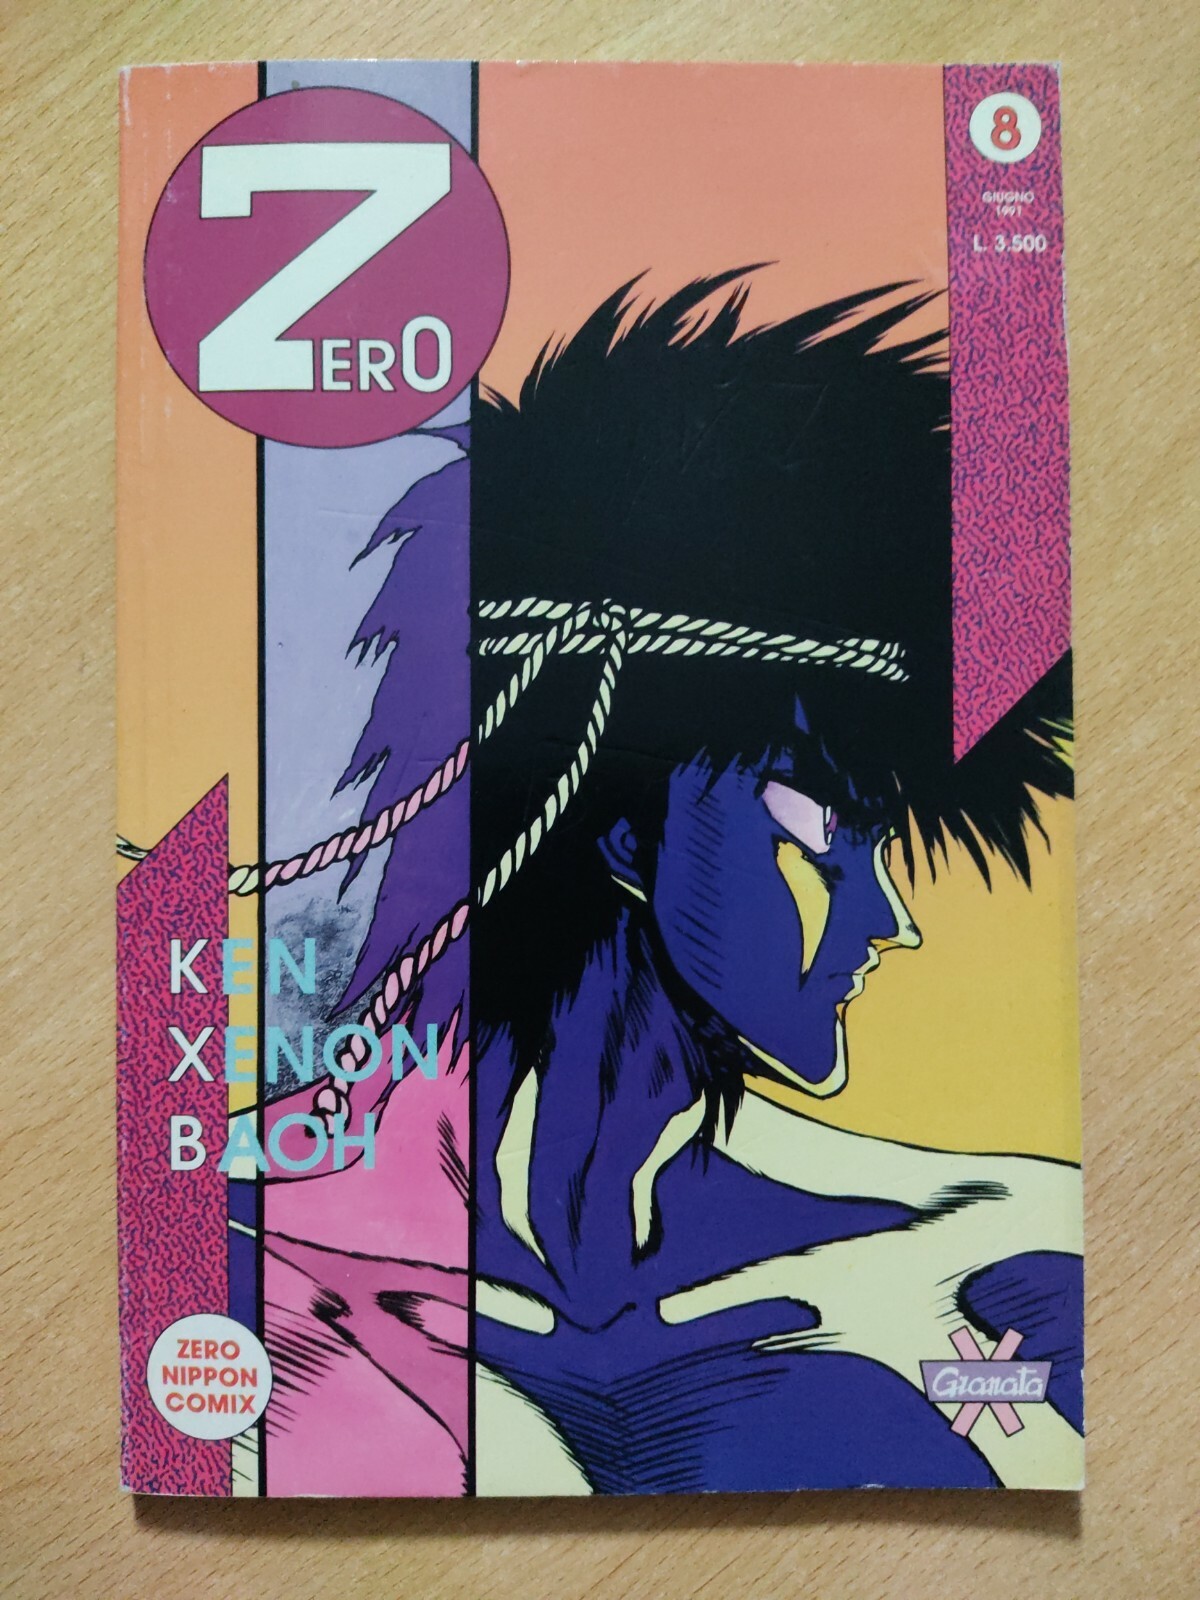 ZERO
8
GIUGNO
1991
L. 3.500
KEN
XENON
BAOH
ZERO
NIPPON
COMIX
Granata